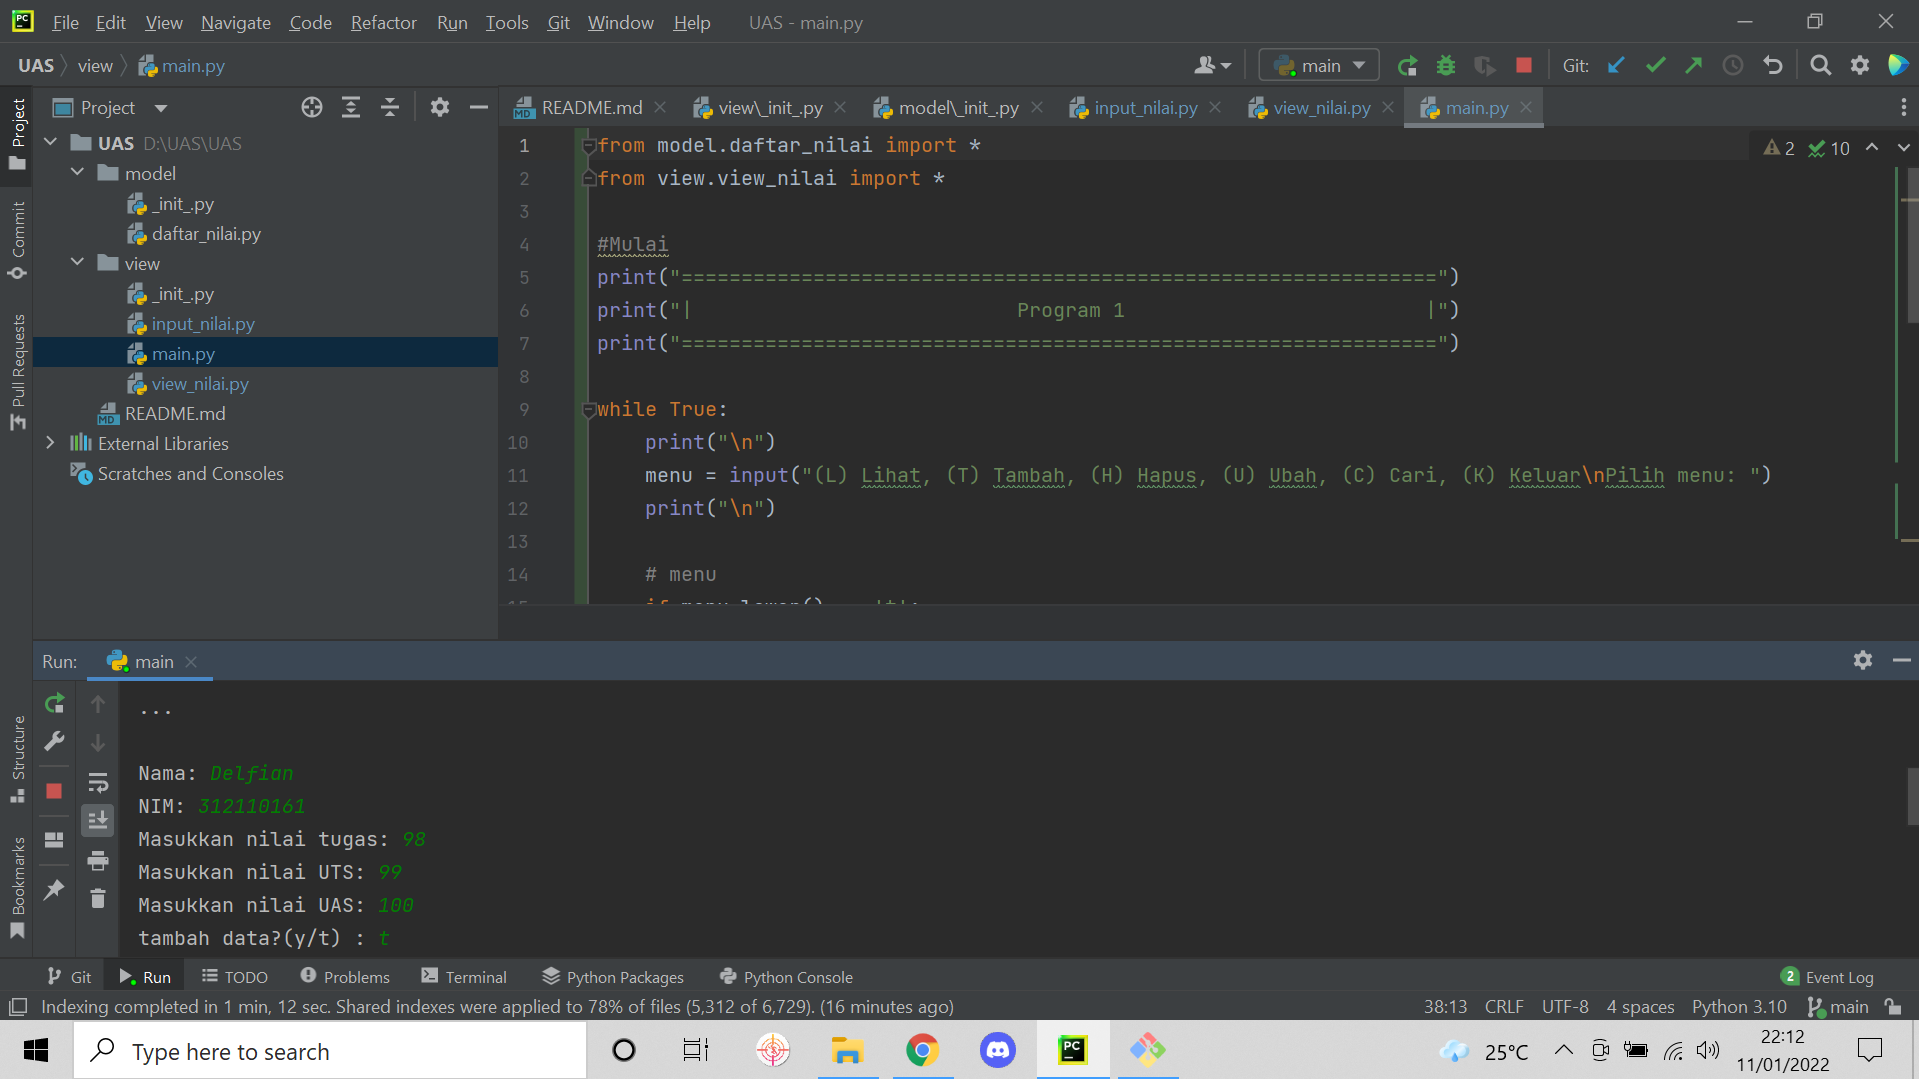 PC File Edit View Navigate Code Refactor Run Tools Git Window Help UAS - main.py
UAS view main.py
main Git:
Project
README.md view\_init_.py model\_init_.py input_nilai.py view_nilai.py main.py
UAS D:\UAS\UAS
model
_init_.py
daftar_nilai.py
view
_init_.py
input_nilai.py
main.py
view_nilai.py
README.md
External Libraries
Scratches and Consoles
Project
Commit
Pull Requests
Structure
Bookmarks
2 10
1 from model.daftar_nilai import *
2 from view.view_nilai import *
3
4 #Mulai
5 print("===============================================================")
6 print("|                           Program 1                         |")
7 print("===============================================================")
8
9 while True:
10 print("\n")
11 menu = input("(L) Lihat, (T) Tambah, (H) Hapus, (U) Ubah, (C) Cari, (K) Keluar\nPilih menu: ")
12 print("\n")
13
14 # menu
Run: main
...
Nama: Delfian
NIM: 312110161
Masukkan nilai tugas: 98
Masukkan nilai UTS: 99
Masukkan nilai UAS: 100
tambah data?(y/t) : t
Git Run TODO Problems Terminal Python Packages Python Console 2 Event Log
Indexing completed in 1 min, 12 sec. Shared indexes were applied to 78% of files (5,312 of 6,729). (16 minutes ago) 38:13 CRLF UTF-8 4 spaces Python 3.10 main
Type here to search PC 25°C 22:12
11/01/2022